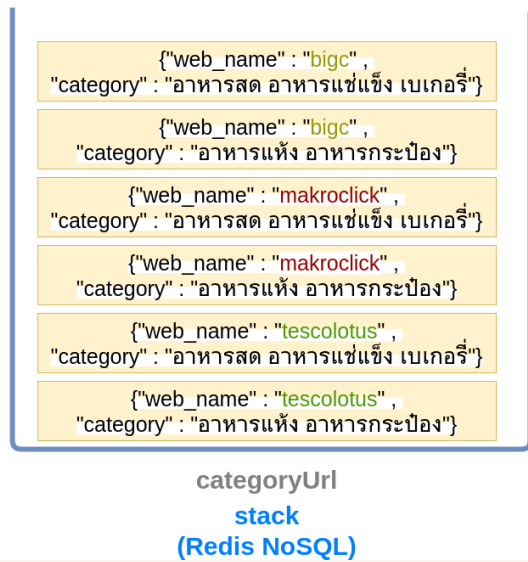 {"web_name" : "bigc" ,
"category" : "อาหารสด อาหารแช่แข็ง เบเกอรี่"}
{"web_name" : "bigc" ,
"category" : "อาหารแห้ง อาหารกระป๋อง"}
{"web_name" : "makroclick" ,
"category" : "อาหารสด อาหารแช่แข็ง เบเกอรี่"}
{"web_name" : "makroclick" ,
"category" : "อาหารแห้ง อาหารกระป๋อง"}
{"web_name" : "tescolotus" ,
"category" : "อาหารสด อาหารแช่แข็ง เบเกอรี่"}
{"web_name" : "tescolotus" ,
"category" : "อาหารแห้ง อาหารกระป๋อง"}
categoryUrl
stack
(Redis NoSQL)